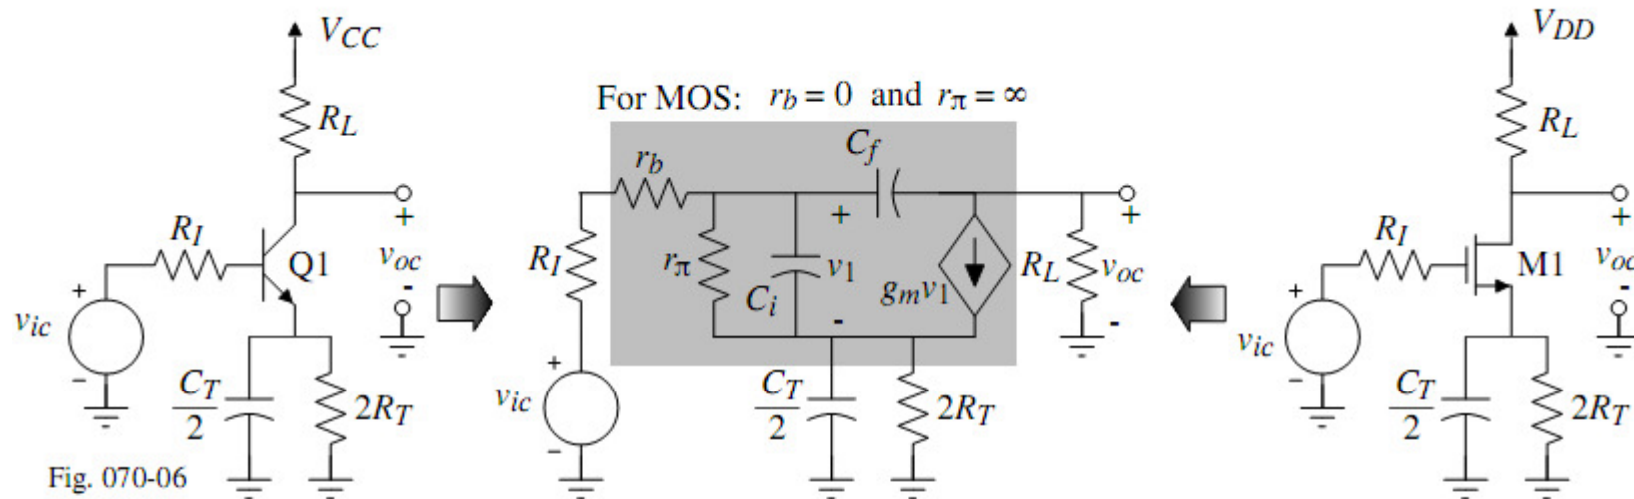 V_CC
R_L
R_I
Q1
+
v_oc
-
+
v_ic
−
C_T
2
2R_T
Fig. 070-06
For MOS: r_b = 0 and r_π = ∞
r_b
C_f
R_I
r_π
C_i
+
v_1
-
g_m v_1
R_L
+
v_oc
-
+
v_ic
−
C_T
2
2R_T
V_DD
R_L
R_I
M1
+
v_oc
-
+
v_ic
−
C_T
2
2R_T